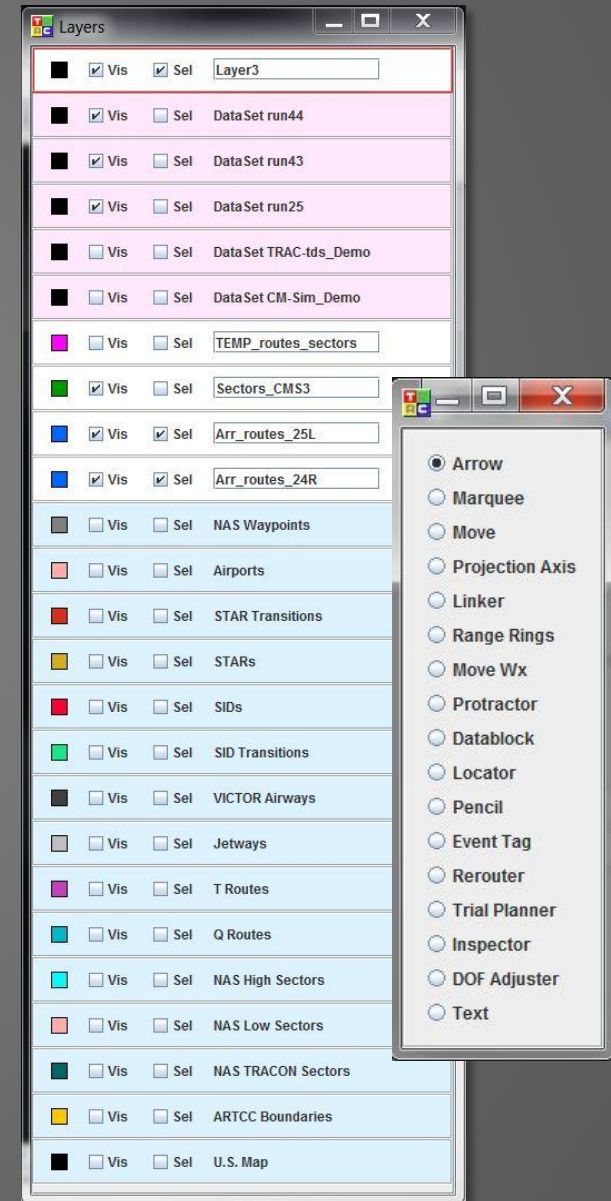 Layers
Vis Sel Layer3
Vis Sel DataSet run44
Vis Sel DataSet run43
Vis Sel DataSet run25
Vis Sel DataSet TRAC-tds_Demo
Vis Sel DataSet CM-Sim_Demo
Vis Sel TEMP_routes_sectors
Vis Sel Sectors_CMS3
Vis Sel Arr_routes_25L
Vis Sel Arr_routes_24R
Vis Sel NAS Waypoints
Vis Sel Airports
Vis Sel STAR Transitions
Vis Sel STARs
Vis Sel SIDs
Vis Sel SID Transitions
Vis Sel VICTOR Airways
Vis Sel Jetways
Vis Sel T Routes
Vis Sel Q Routes
Vis Sel NAS High Sectors
Vis Sel NAS Low Sectors
Vis Sel NAS TRACON Sectors
Vis Sel ARTCC Boundaries
Vis Sel U.S. Map
Arrow
Marquee
Move
Projection Axis
Linker
Range Rings
Move Wx
Protractor
Datablock
Locator
Pencil
Event Tag
Rerouter
Trial Planner
Inspector
DOF Adjuster
Text